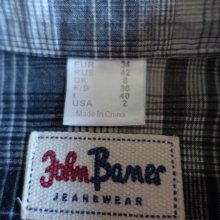 EUR 34
RUS 42
GB 8
F/B 36
I 40
USA 2
Made in China
John Baner
JEANSWEAR